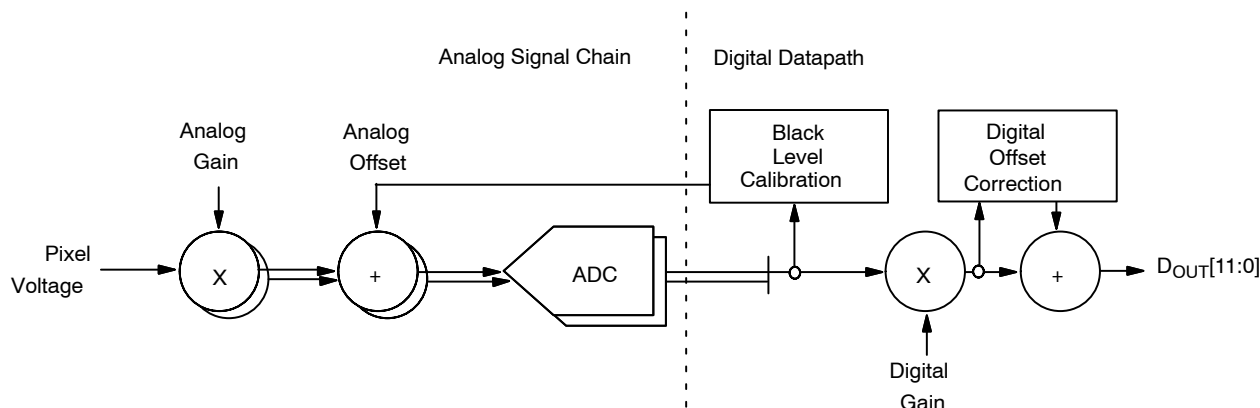 Analog Signal Chain
Digital Datapath
Analog
Gain
Analog
Offset
Black
Level
Calibration
Digital
Offset
Correction
Pixel
Voltage
X
+
ADC
X
+
DOUT[11:0]
Digital
Gain